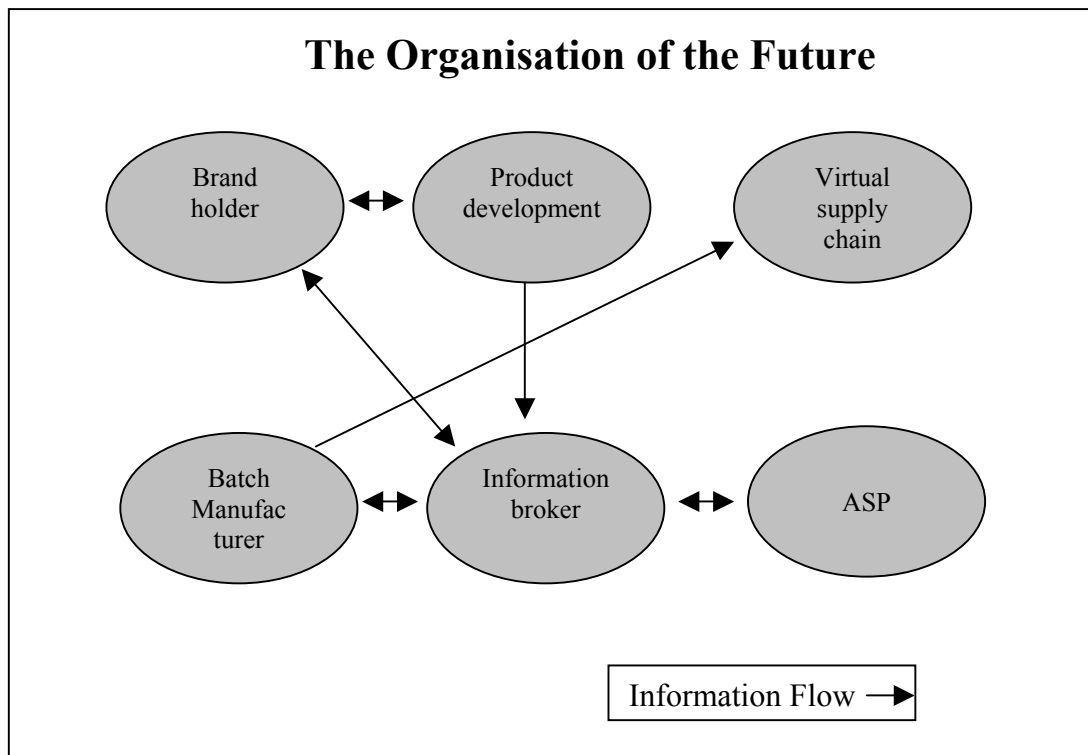 The Organisation of the Future
Brand
holder
Product
development
Virtual
supply
chain
Batch
Manufac
turer
Information
broker
ASP
Information Flow